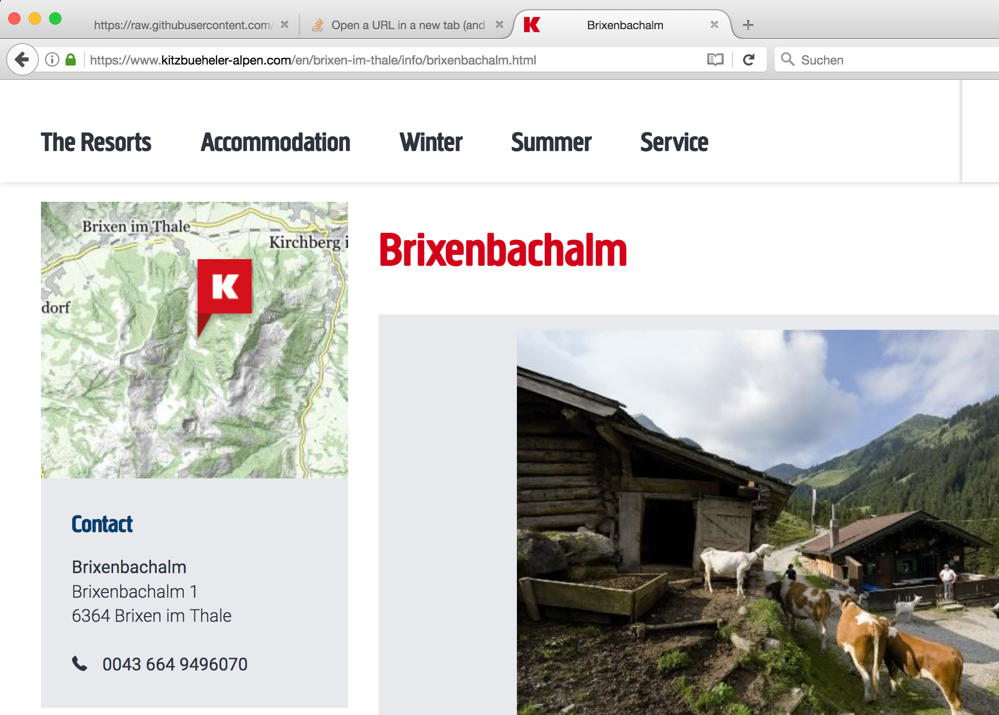 https://raw.githubusercontent.com/
Open a URL in a new tab (and
K
Brixenbachalm
https://www.kitzbueheler-alpen.com/en/brixen-im-thale/info/brixenbachalm.html
Suchen
The Resorts
Accommodation
Winter
Summer
Service
Brixen im Thale
Kirchberg i
K
dorf
Brixenbachalm
Contact
Brixenbachalm
Brixenbachalm 1
6364 Brixen im Thale
0043 664 9496070